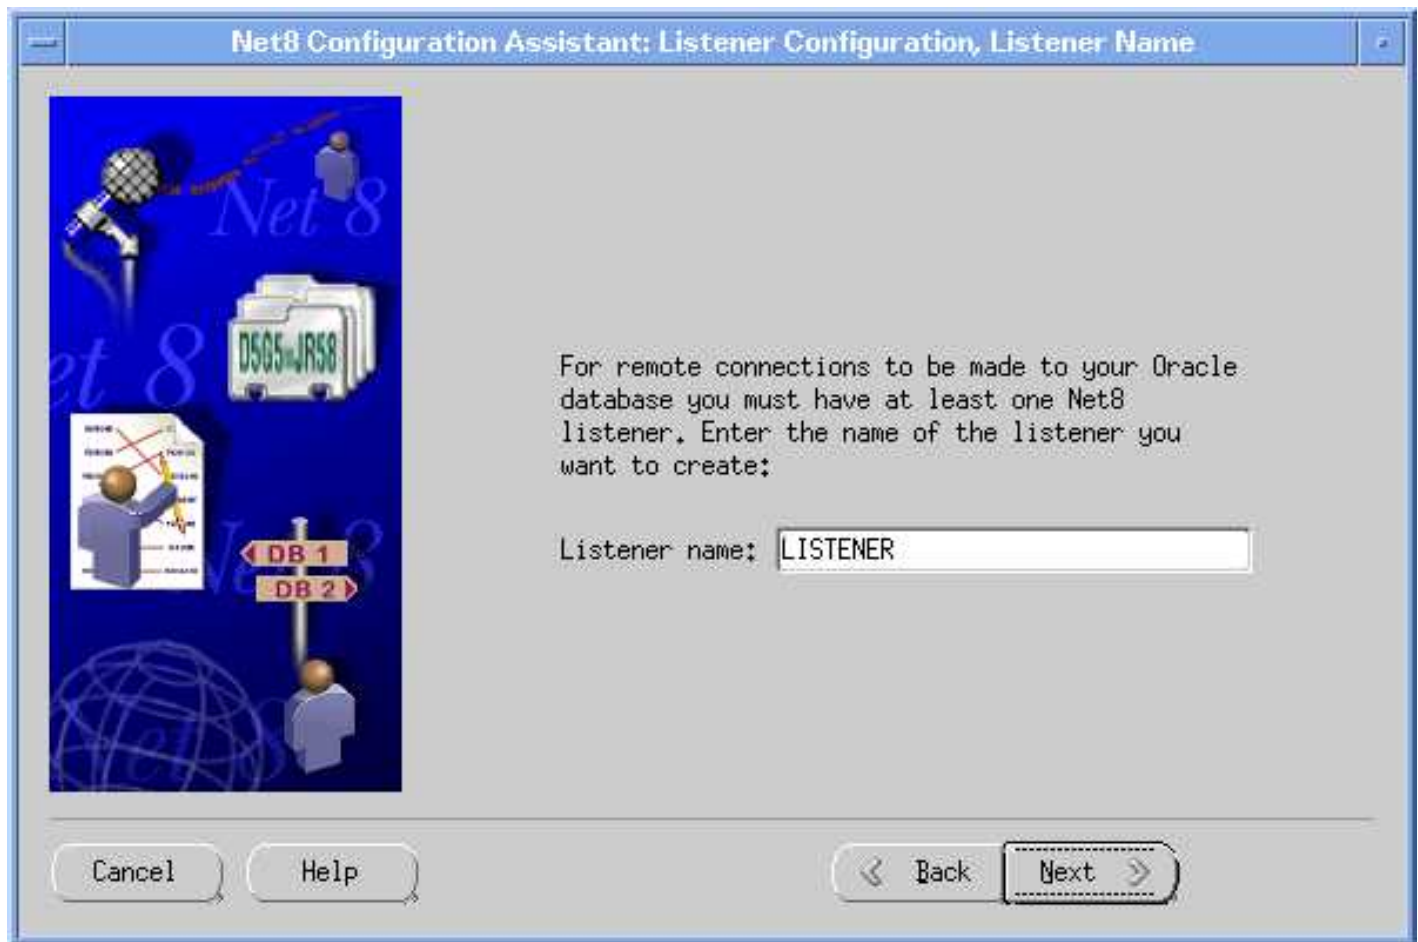 Net8 Configuration Assistant: Listener Configuration, Listener Name
Net 8
et 8
DB 1
DB 2
For remote connections to be made to your Oracle
database you must have at least one Net8
listener. Enter the name of the listener you
want to create:
Listener name: LISTENER
Cancel
Help
Back
Next